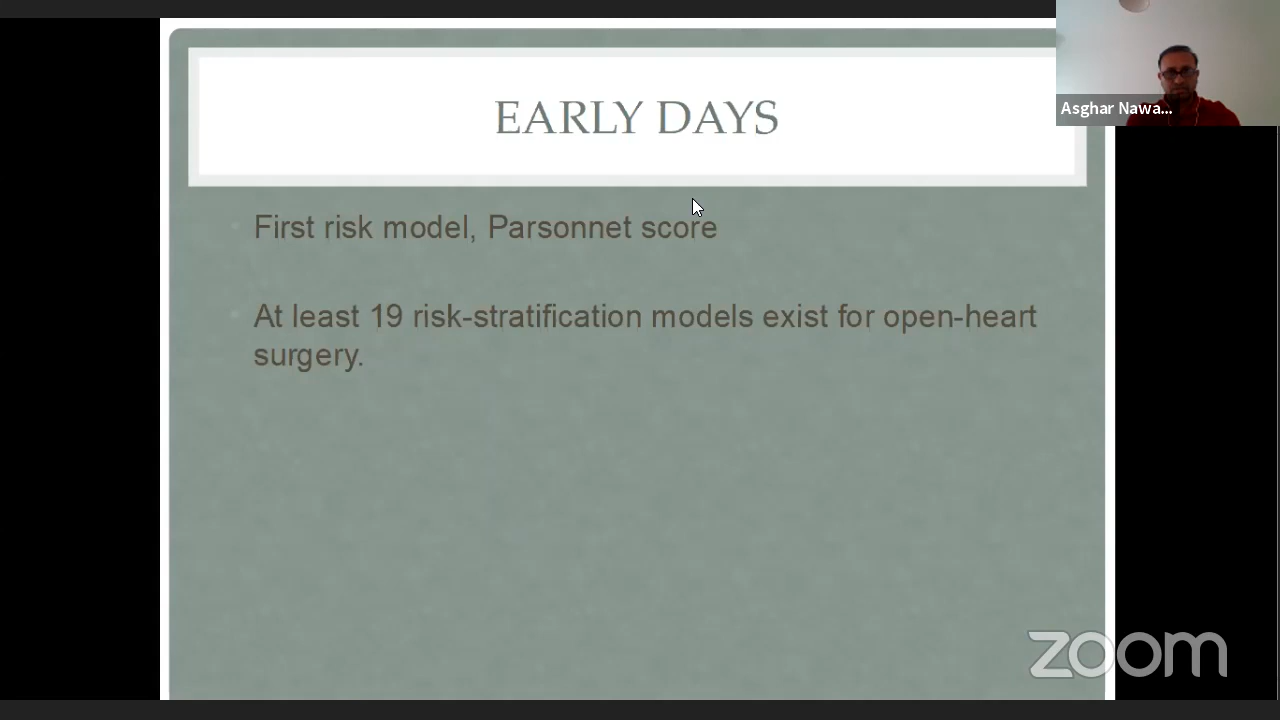 EARLY DAYS
Asghar Nawa...
First risk model, Parsonnet score
At least 19 risk-stratification models exist for open-heart
surgery.
zoom